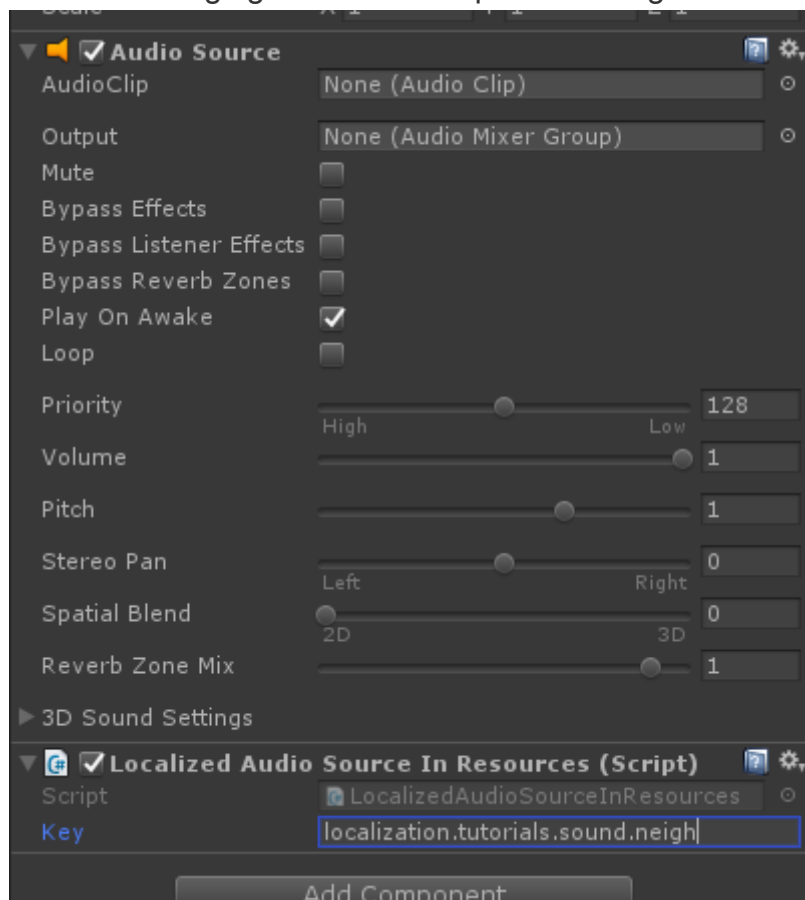 Audio Source
AudioClip None (Audio Clip)
Output None (Audio Mixer Group)
Mute
Bypass Effects
Bypass Listener Effects
Bypass Reverb Zones
Play On Awake
Loop
Priority 128
High Low
Volume 1
Pitch 1
Stereo Pan 0
Left Right
Spatial Blend 0
2D 3D
Reverb Zone Mix 1
3D Sound Settings
Localized Audio Source In Resources (Script)
Script LocalizedAudioSourceInResources
Key localization.tutorials.sound.neigh
Add Component